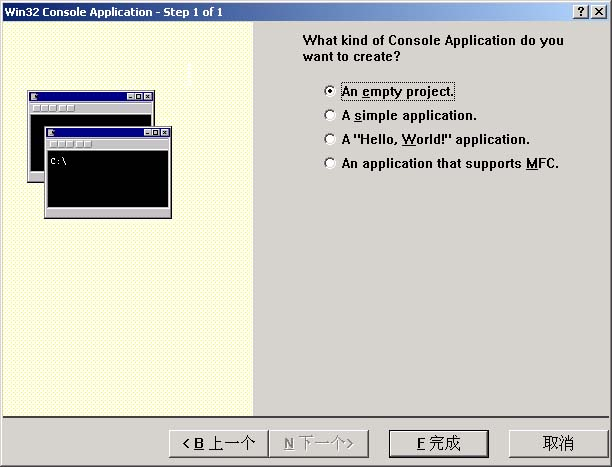 Win32 Console Application - Step 1 of 1
What kind of Console Application do you
want to create?
An empty project.
A simple application.
A "Hello, World!" application.
An application that supports MFC.
C:\
< B 上一个
N 下一个>
F 完成
取消